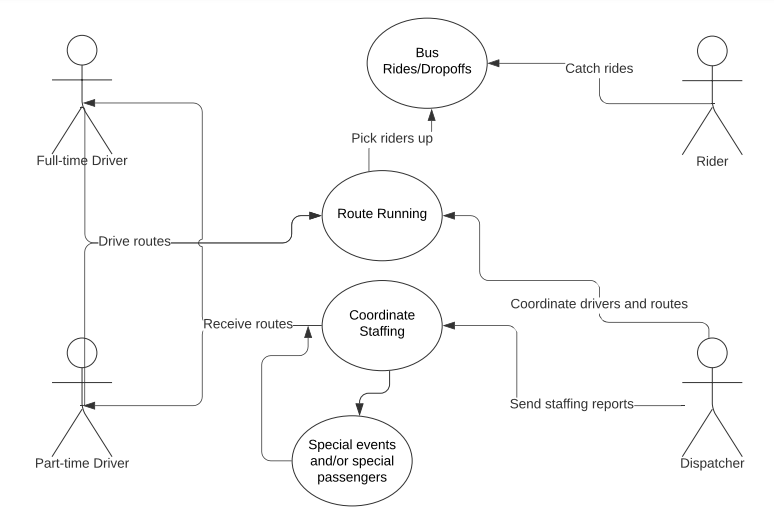 Bus
Rides/Dropoffs
Catch rides
Pick riders up
Full-time Driver
Rider
Route Running
Drive routes
Coordinate drivers and routes
Coordinate
Staffing
Receive routes
Send staffing reports
Special events
and/or special
passengers
Part-time Driver
Dispatcher